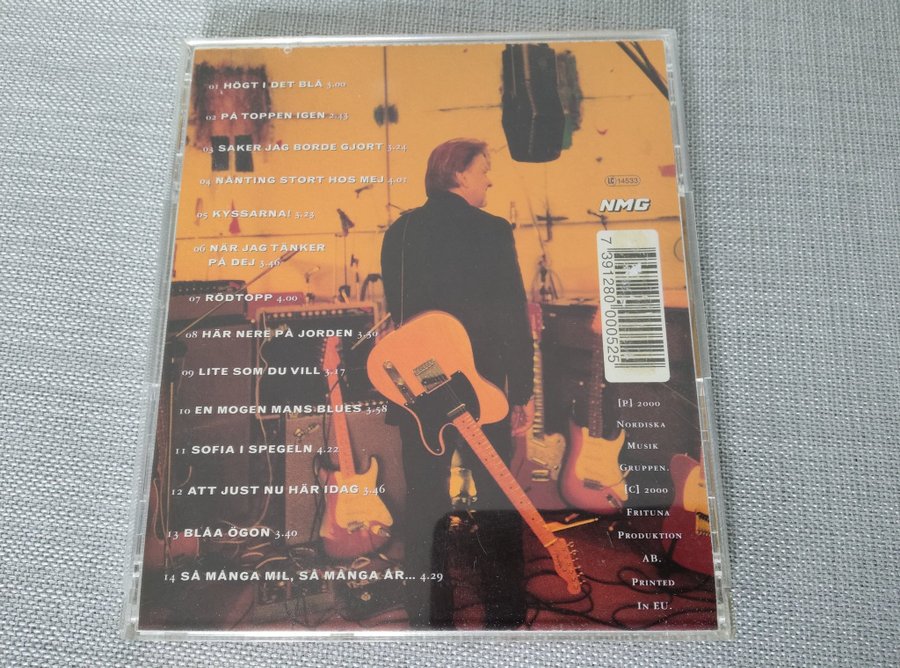 01 HÖGT I DET BLÅ 3.00
02 PÅ TOPPEN IGEN 2.43
03 SAKER JAG BORDE GJORT 3.24
04 NÅNTING STORT HOS MEJ 4.01
05 KYSSARNA! 3.23
06 NÄR JAG TÄNKER
PÅ DEJ 3.46
07 RÖDTOPP 4.00
08 HÄR NERE PÅ JORDEN 3.30
09 LITE SOM DU VILL 3.17
10 EN MOGEN MANS BLUES 3.58
11 SOFIA I SPEGELN 4.22
12 ATT JUST NU HÄR IDAG 3.46
13 BLÅA ÖGON 3.40
14 SÅ MÅNGA MIL, SÅ MÅNGA ÅR... 4.29
LC 14533
NMG
7 391280 000525
[P] 2000
NORDISKA
MUSIK
GRUPPEN.
[C] 2000
FRITUNA
PRODUKTION
AB.
PRINTED
IN EU.